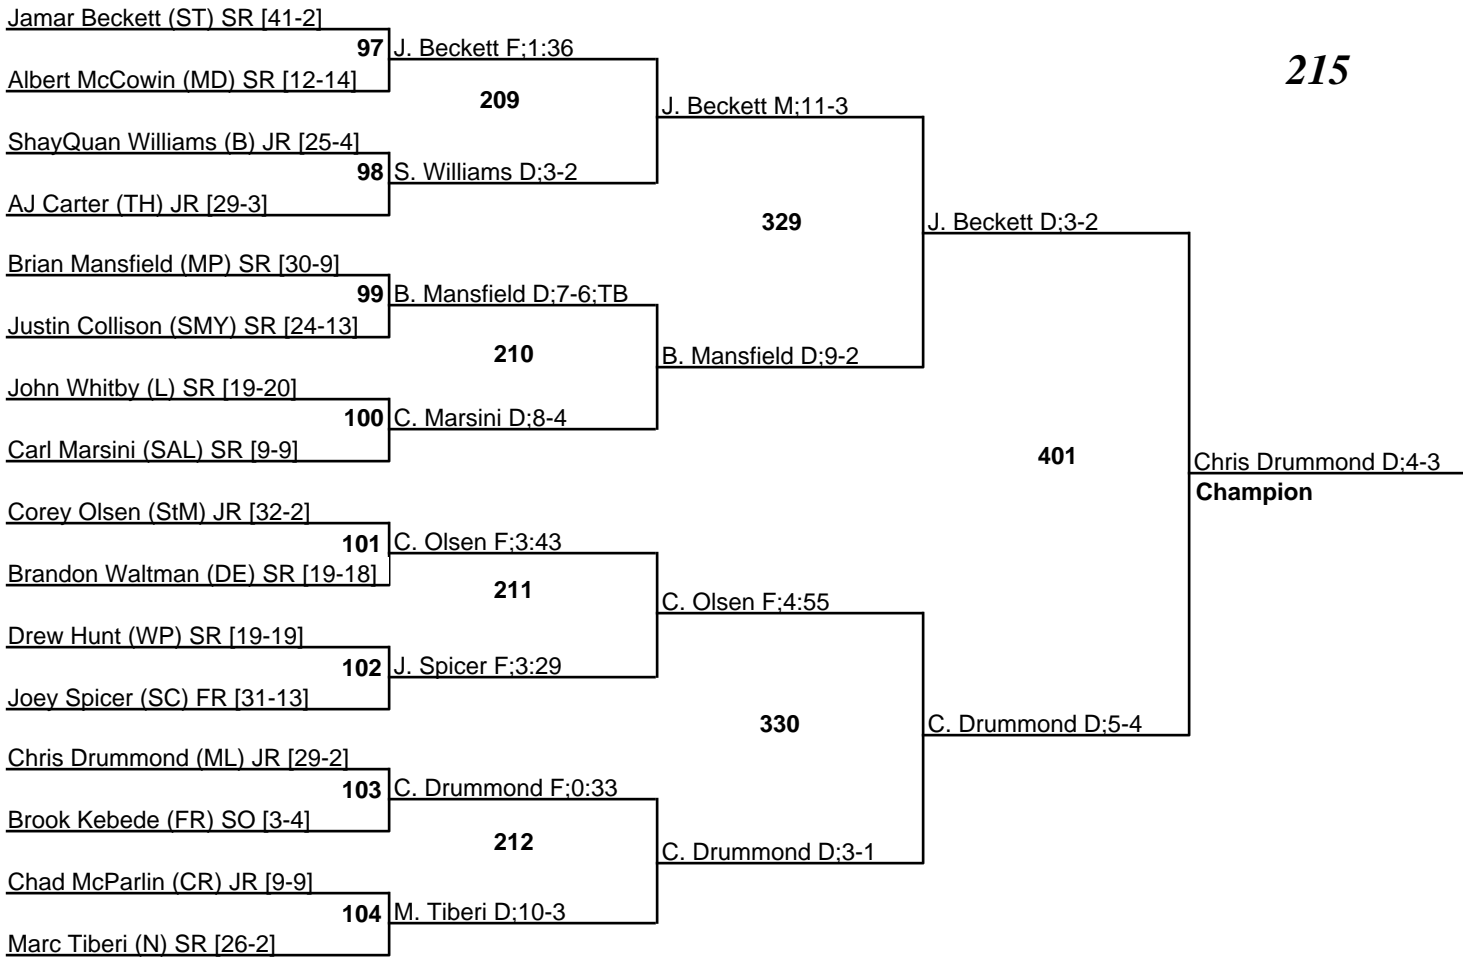 Jamar Beckett (ST) SR [41-2]
97 J. Beckett F;1:36
Albert McCowin (MD) SR [12-14]
215
209
J. Beckett M;11-3
ShayQuan Williams (B) JR [25-4]
98 S. Williams D;3-2
AJ Carter (TH) JR [29-3]
329
J. Beckett D;3-2
Brian Mansfield (MP) SR [30-9]
99 B. Mansfield D;7-6;TB
Justin Collison (SMY) SR [24-13]
210
B. Mansfield D;9-2
John Whitby (L) SR [19-20]
100 C. Marsini D;8-4
Carl Marsini (SAL) SR [9-9]
401
Chris Drummond D;4-3
Champion
Corey Olsen (StM) JR [32-2]
101 C. Olsen F;3:43
Brandon Waltman (DE) SR [19-18]
211
C. Olsen F;4:55
Drew Hunt (WP) SR [19-19]
102 J. Spicer F;3:29
Joey Spicer (SC) FR [31-13]
330
C. Drummond D;5-4
Chris Drummond (ML) JR [29-2]
103 C. Drummond F;0:33
Brook Kebede (FR) SO [3-4]
212
C. Drummond D;3-1
Chad McParlin (CR) JR [9-9]
104 M. Tiberi D;10-3
Marc Tiberi (N) SR [26-2]